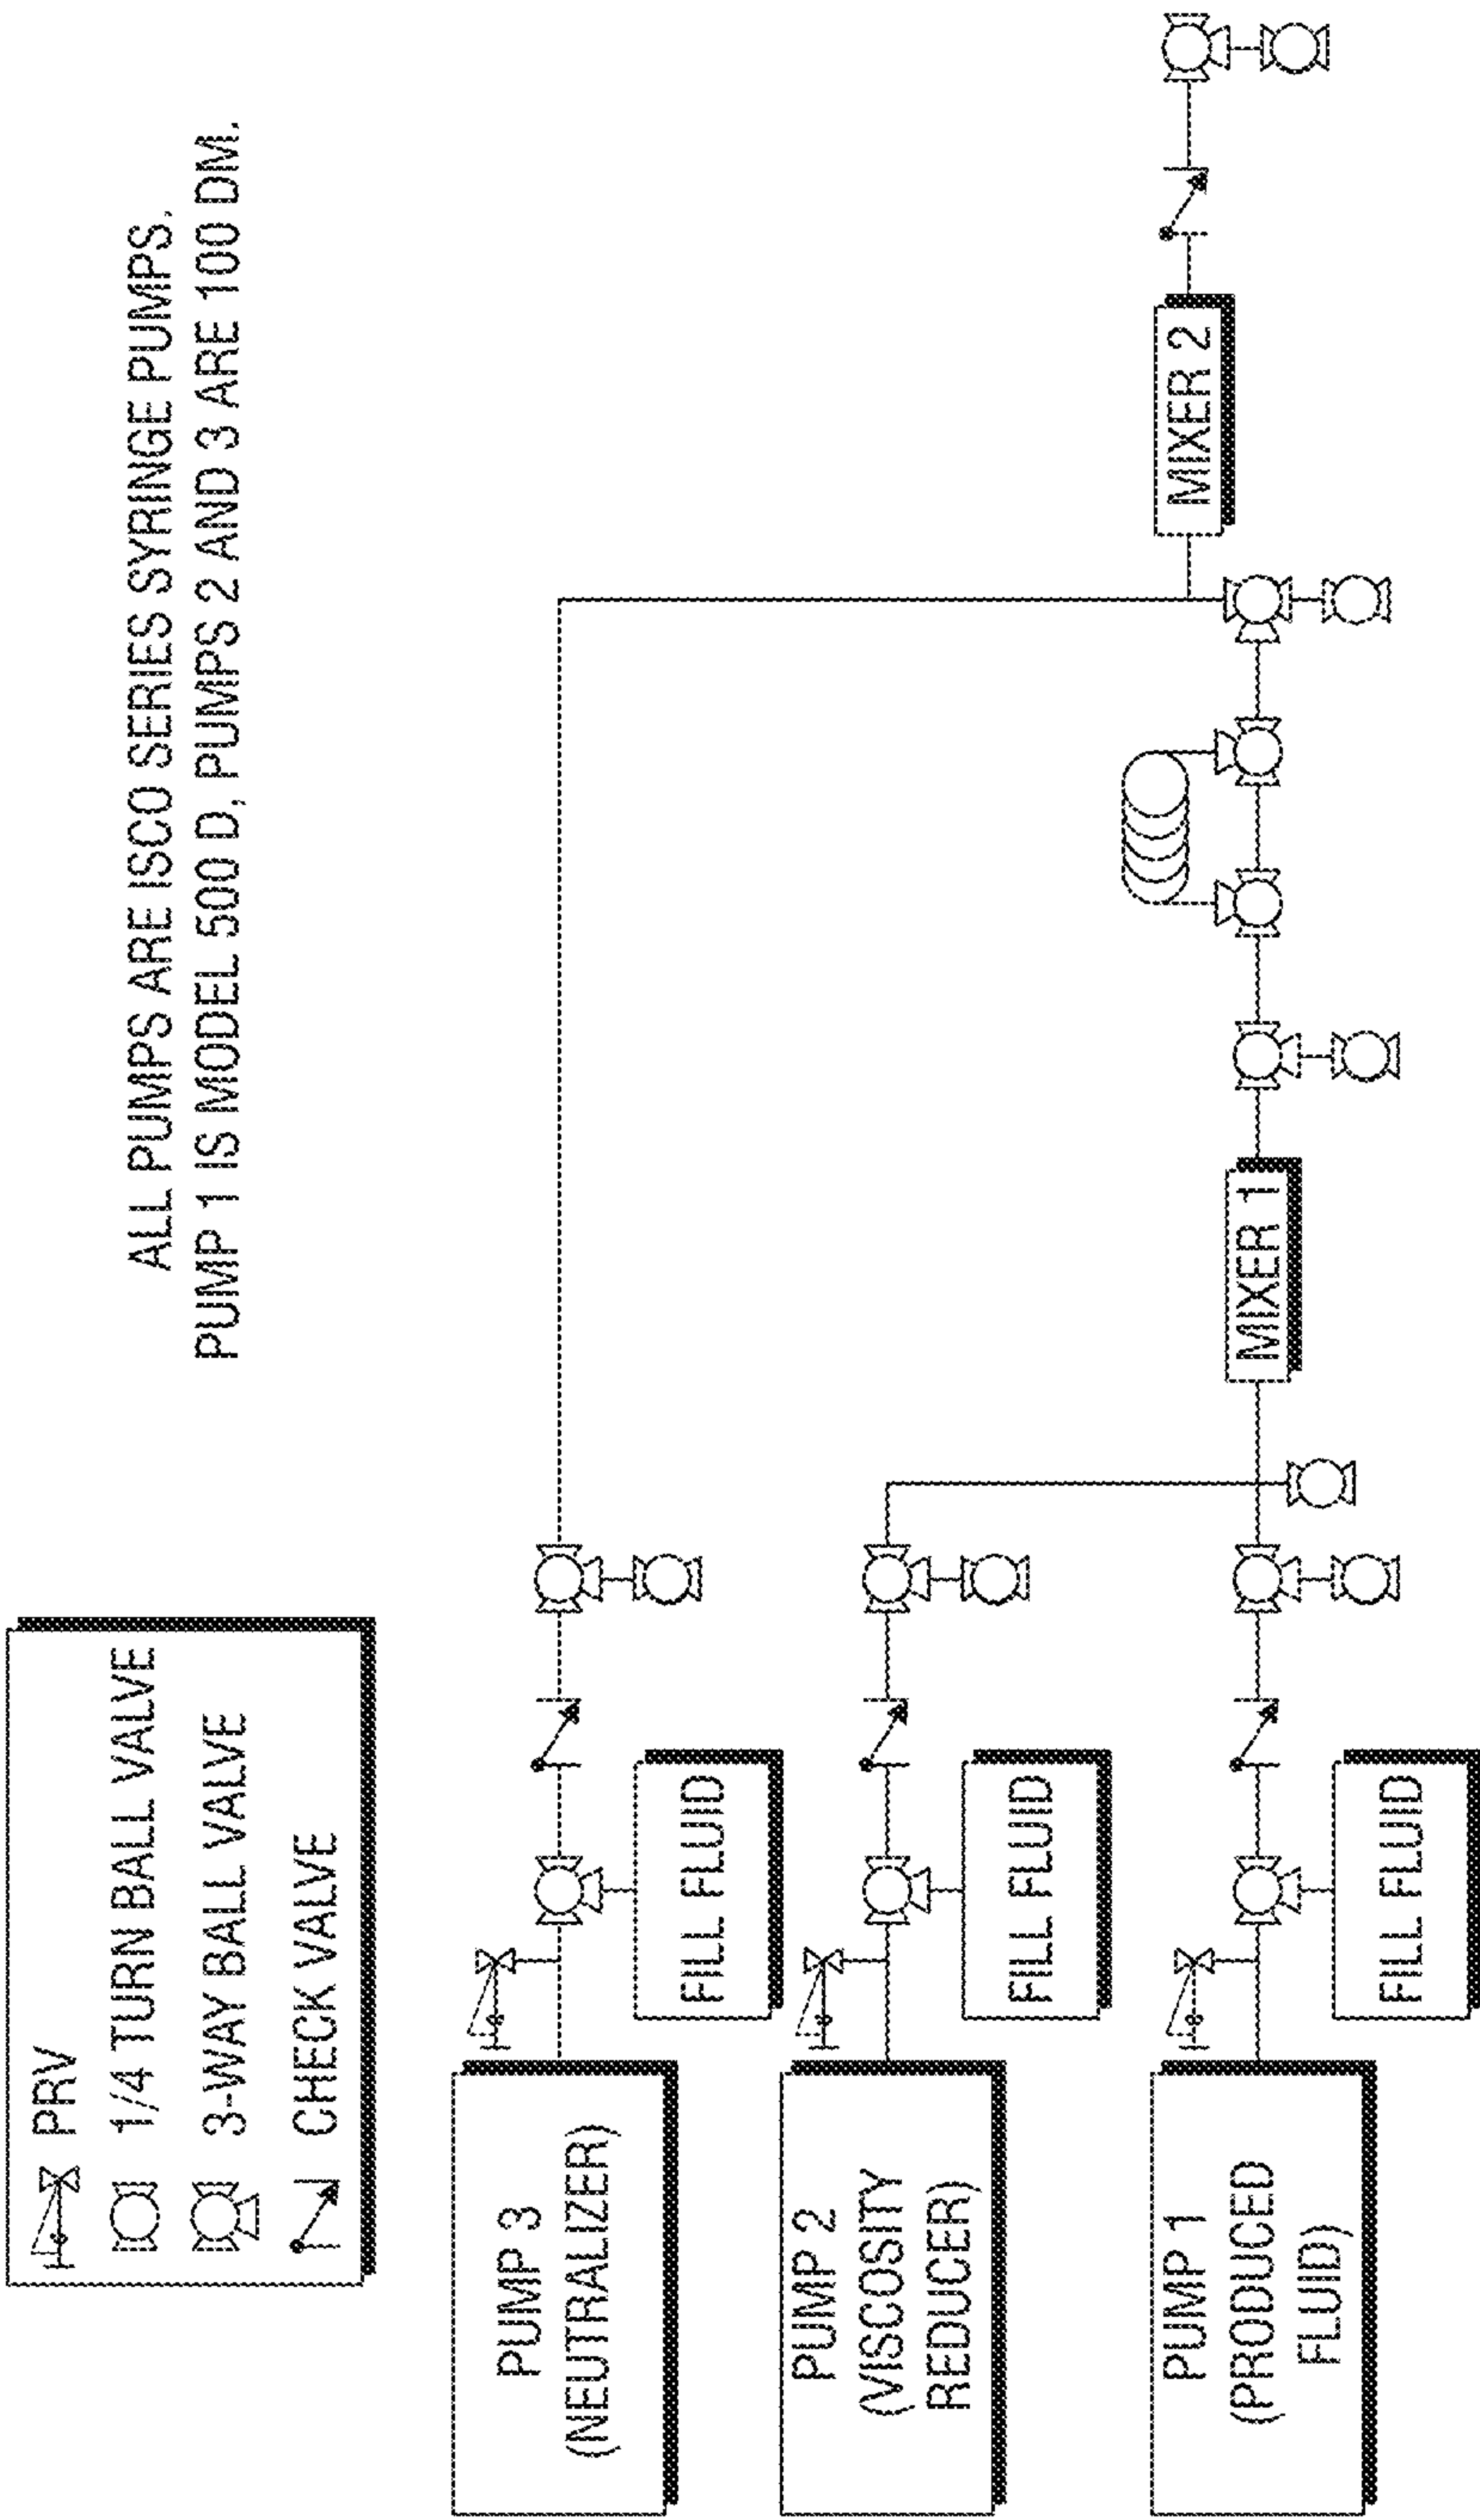 PRV
1/4 TURN BALL VALVE
3-WAY BALL VALVE
CHECK VALVE
ALL PUMPS ARE ISCO SERIES SYRINGE PUMPS.
PUMP 1 IS MODEL 500 D, PUMPS 2 AND 3 ARE 100 DM.
PUMP 3
(NEUTRALIZER)
FILL FLUID
PUMP 2
(VISCOSITY
REDUCER)
FILL FLUID
PUMP 1
(PRODUCED
FLUID)
FILL FLUID
MIXER 1
MIXER 2